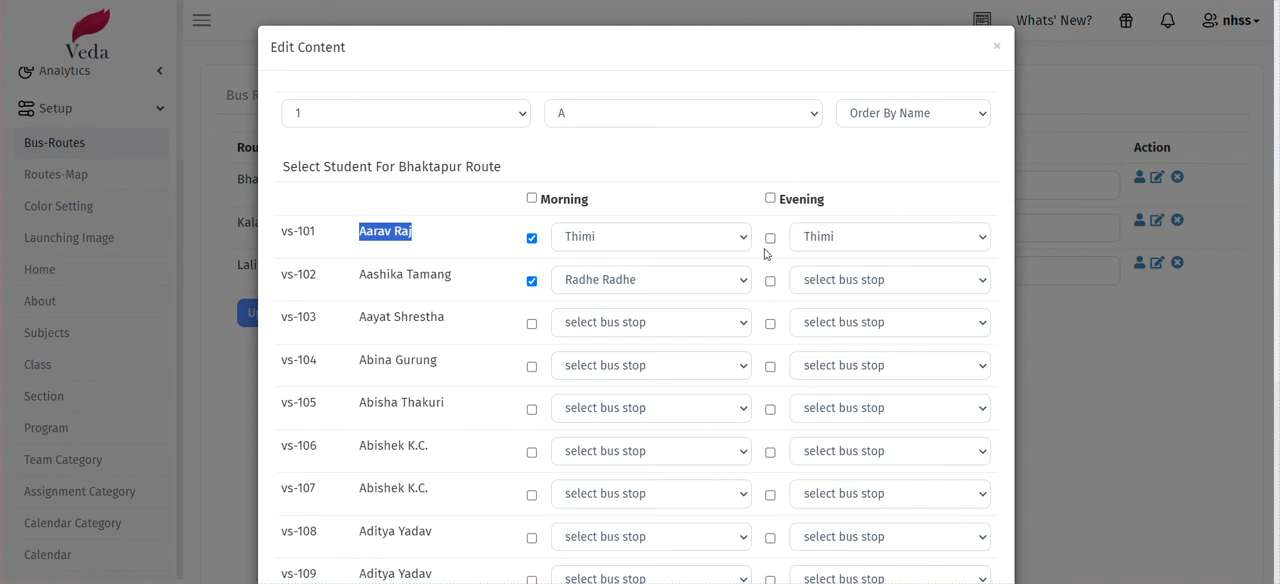 Veda
Whats' New?
nhss
Analytics
Setup
Bus-Routes
Routes-Map
Color Setting
Launching Image
Home
About
Subjects
Class
Section
Program
Team Category
Assignment Category
Calendar Category
Calendar
Bus R
Rou
Bha
Kala
Lali
U
Action
Edit Content
×
1
A
Order By Name
Select Student For Bhaktapur Route
Morning
Evening
vs-101 Aarav Raj Thimi Thimi
vs-102 Aashika Tamang Radhe Radhe select bus stop
vs-103 Aayat Shrestha select bus stop select bus stop
vs-104 Abina Gurung select bus stop select bus stop
vs-105 Abisha Thakuri select bus stop select bus stop
vs-106 Abishek K.C. select bus stop select bus stop
vs-107 Abishek K.C. select bus stop select bus stop
vs-108 Aditya Yadav select bus stop select bus stop
vs-109 Aditya Yadav select bus stop select bus stop